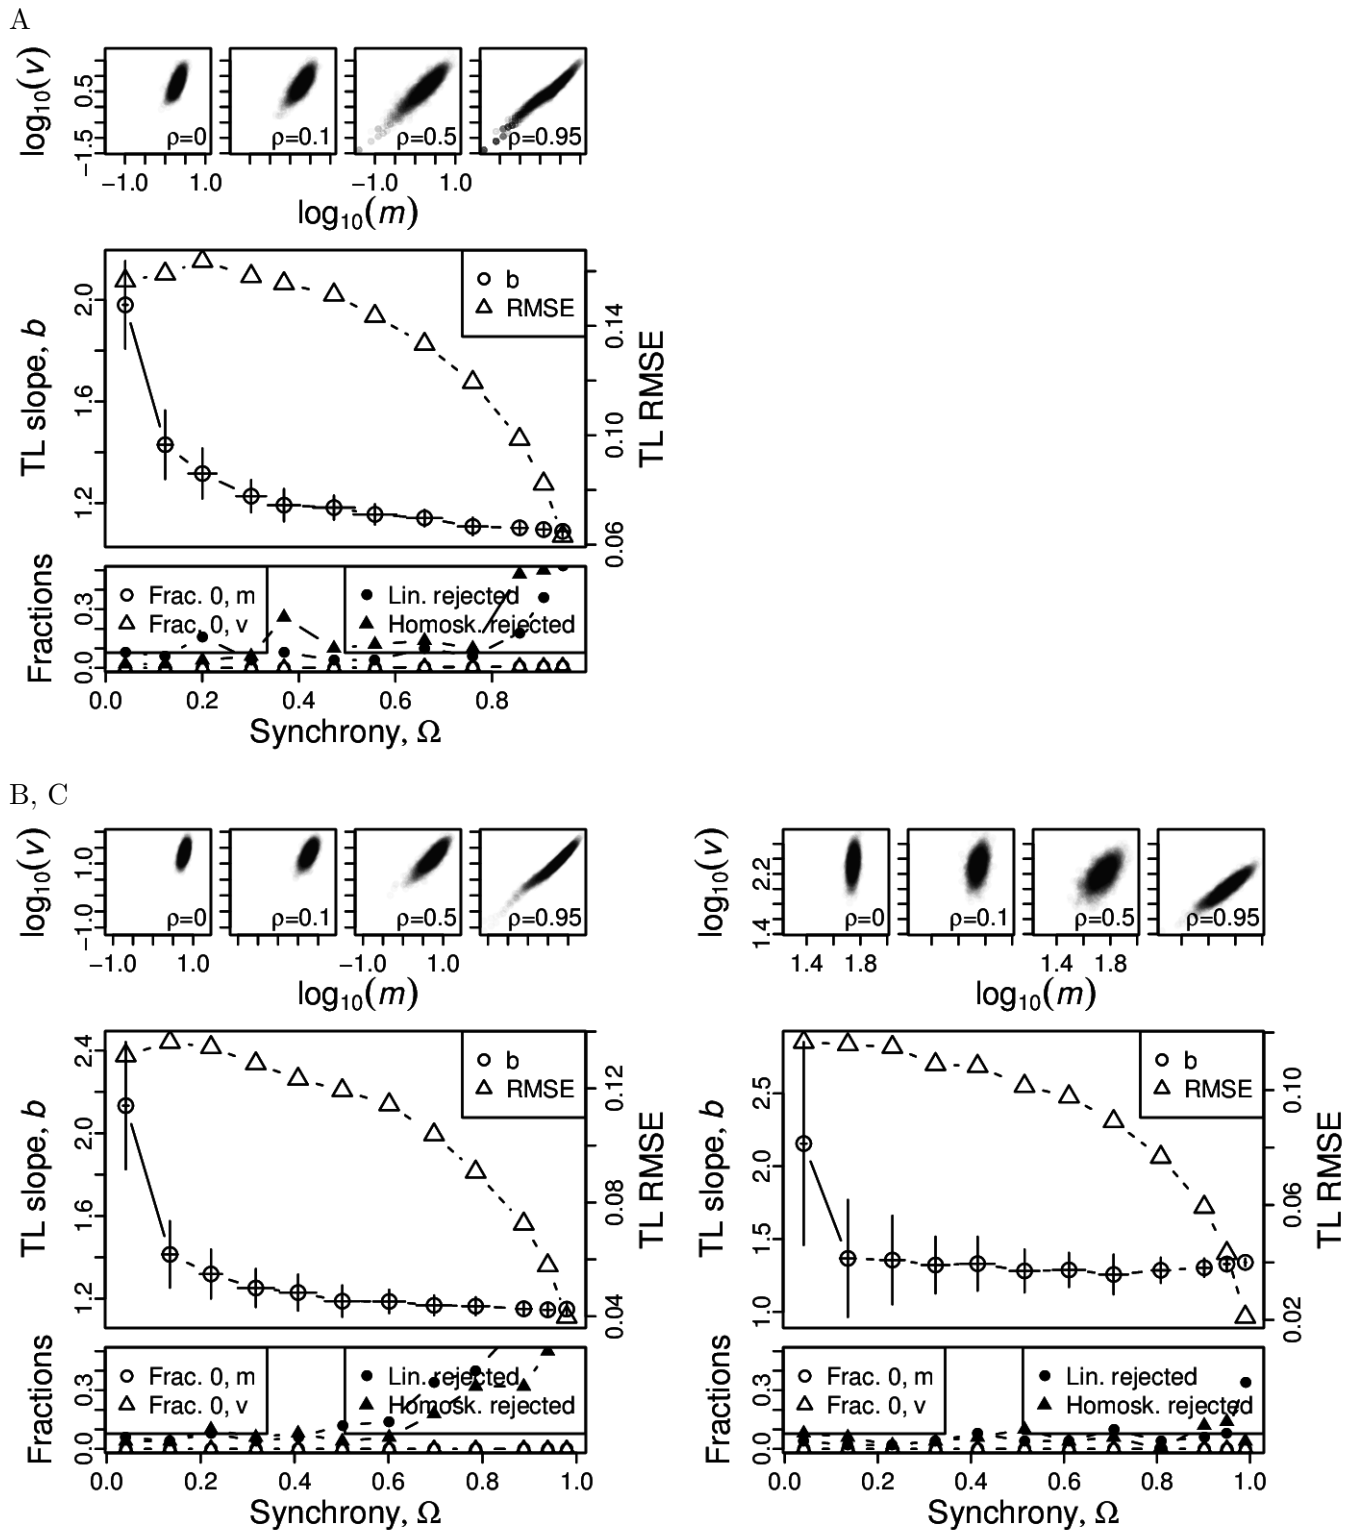 A
log10(v)
0.5
−1.5
ρ=0
ρ=0.1
ρ=0.5
ρ=0.95
−1.0 1.0 −1.0 1.0
log10(m)
TL slope, b
2.0
1.6
1.2
b
RMSE
0.14
0.10
0.06
TL RMSE
Fractions
0.3
0.0
Frac. 0, m
Frac. 0, v
Lin. rejected
Homosk. rejected
0.0 0.2 0.4 0.6 0.8
Synchrony, Ω
B, C
log10(v)
1.0
−1.0
ρ=0
ρ=0.1
ρ=0.5
ρ=0.95
−1.0 1.0 −1.0 1.0
log10(m)
TL slope, b
2.4
2.0
1.6
1.2
b
RMSE
0.12
0.08
0.04
TL RMSE
Fractions
0.3
0.0
Frac. 0, m
Frac. 0, v
Lin. rejected
Homosk. rejected
0.0 0.2 0.4 0.6 0.8 1.0
Synchrony, Ω
log10(v)
2.2
1.4
ρ=0
ρ=0.1
ρ=0.5
ρ=0.95
1.4 1.8 1.4 1.8
log10(m)
TL slope, b
2.5
2.0
1.5
1.0
b
RMSE
0.10
0.06
0.02
TL RMSE
Fractions
0.3
0.0
Frac. 0, m
Frac. 0, v
Lin. rejected
Homosk. rejected
0.0 0.2 0.4 0.6 0.8 1.0
Synchrony, Ω